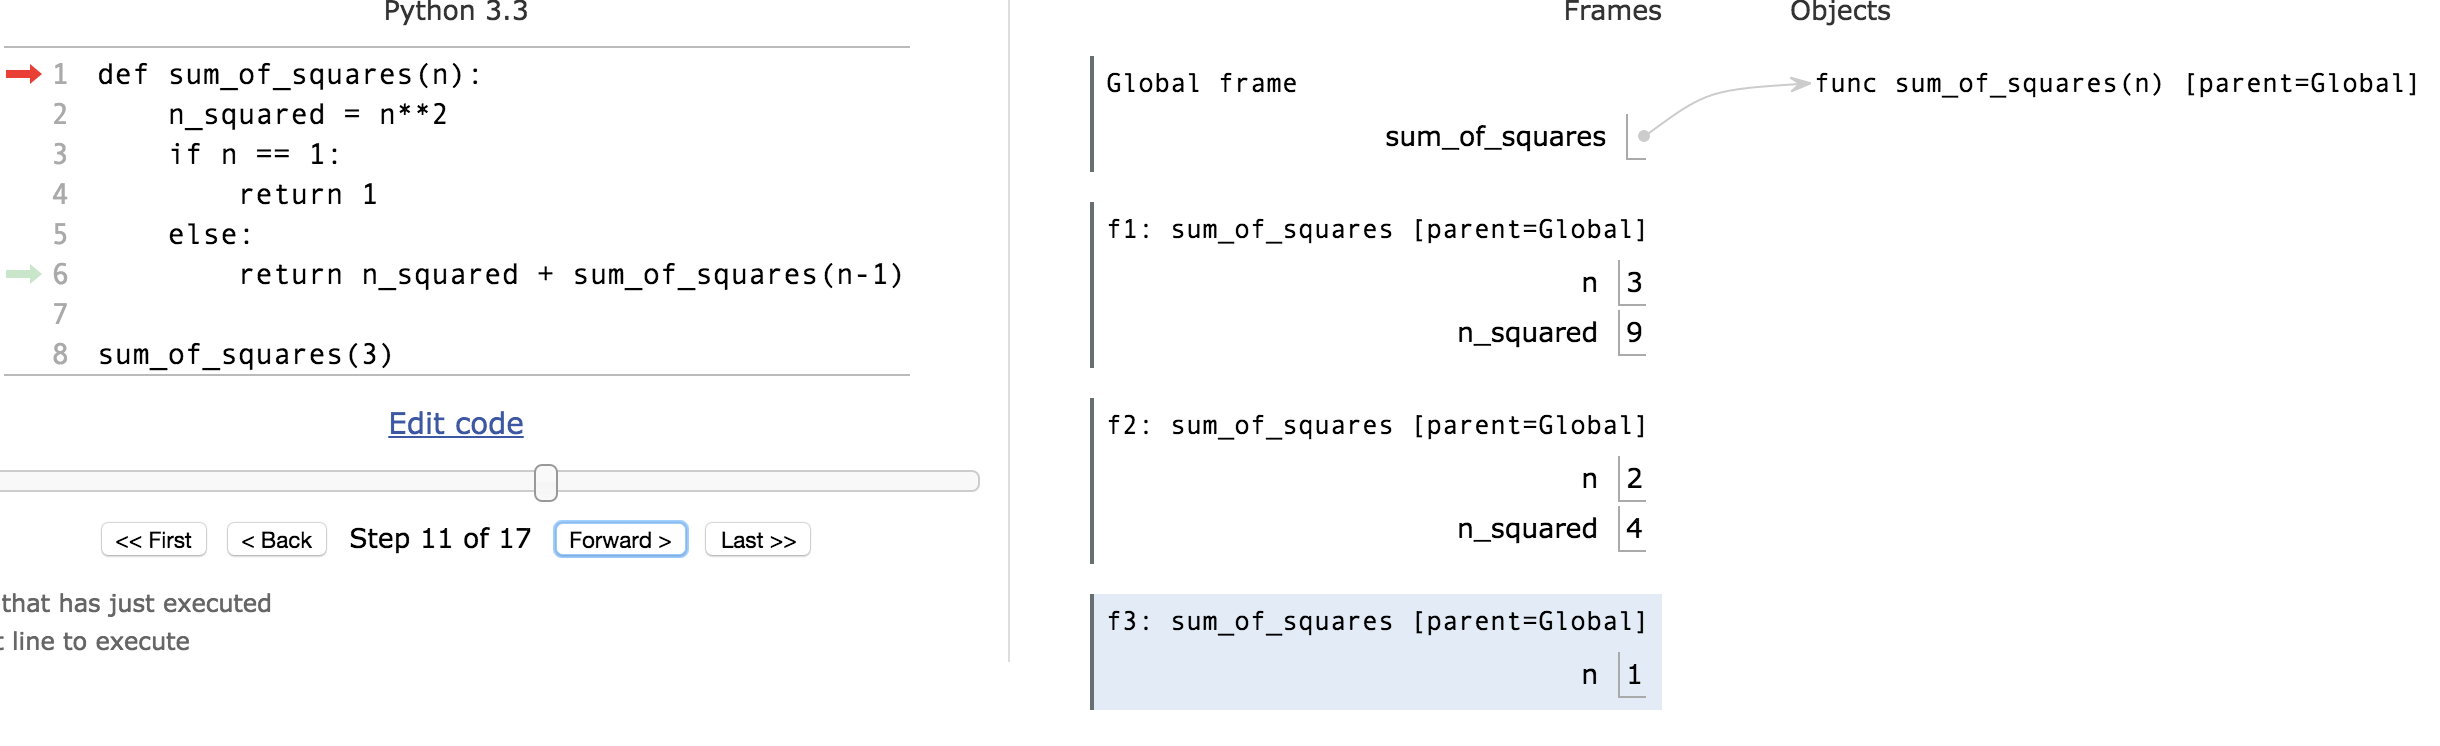 Python 3.3
1 def sum_of_squares(n):
2     n_squared = n**2
3     if n == 1:
4         return 1
5     else:
6         return n_squared + sum_of_squares(n-1)
7
8 sum_of_squares(3)
Edit code
<< First < Back Step 11 of 17 Forward > Last >>
that has just executed
line to execute
Frames Objects
Global frame
sum_of_squares
func sum_of_squares(n) [parent=Global]
f1: sum_of_squares [parent=Global]
n 3
n_squared 9
f2: sum_of_squares [parent=Global]
n 2
n_squared 4
f3: sum_of_squares [parent=Global]
n 1